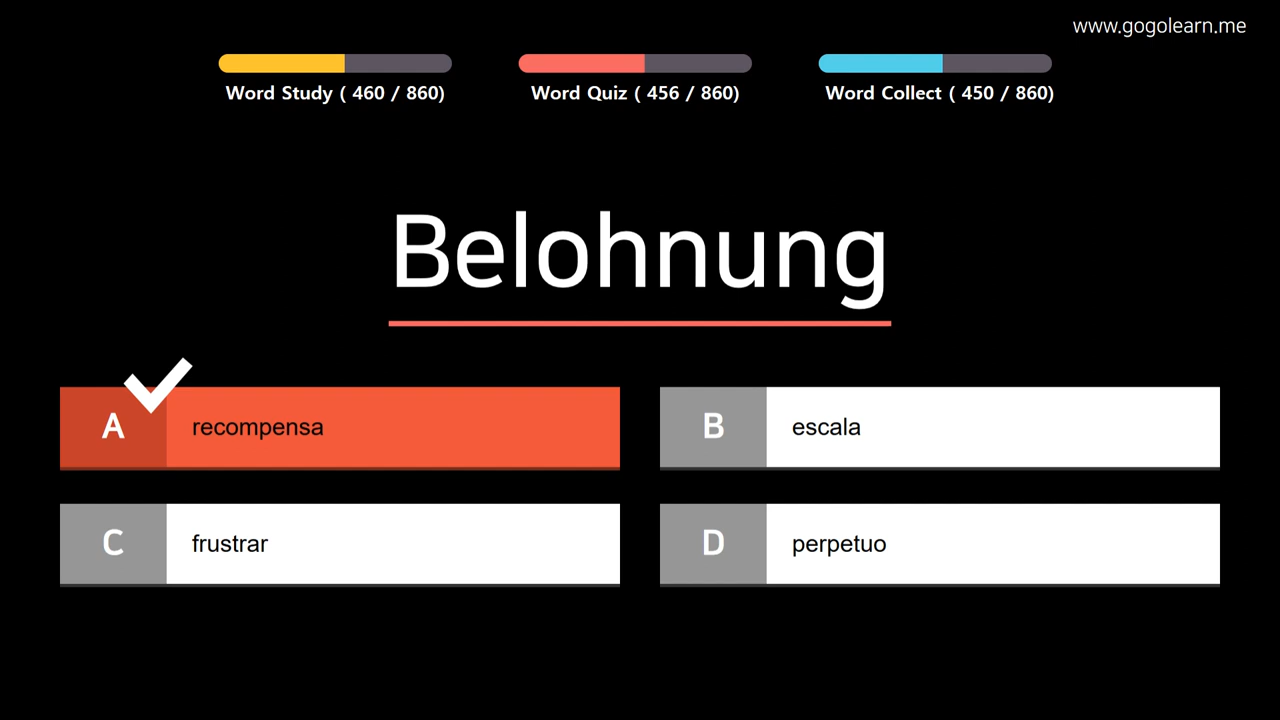 www.gogolearn.me
Word Study ( 460 / 860)
Word Quiz ( 456 / 860)
Word Collect ( 450 / 860)
Belohnung
A recompensa
B escala
C frustrar
D perpetuo